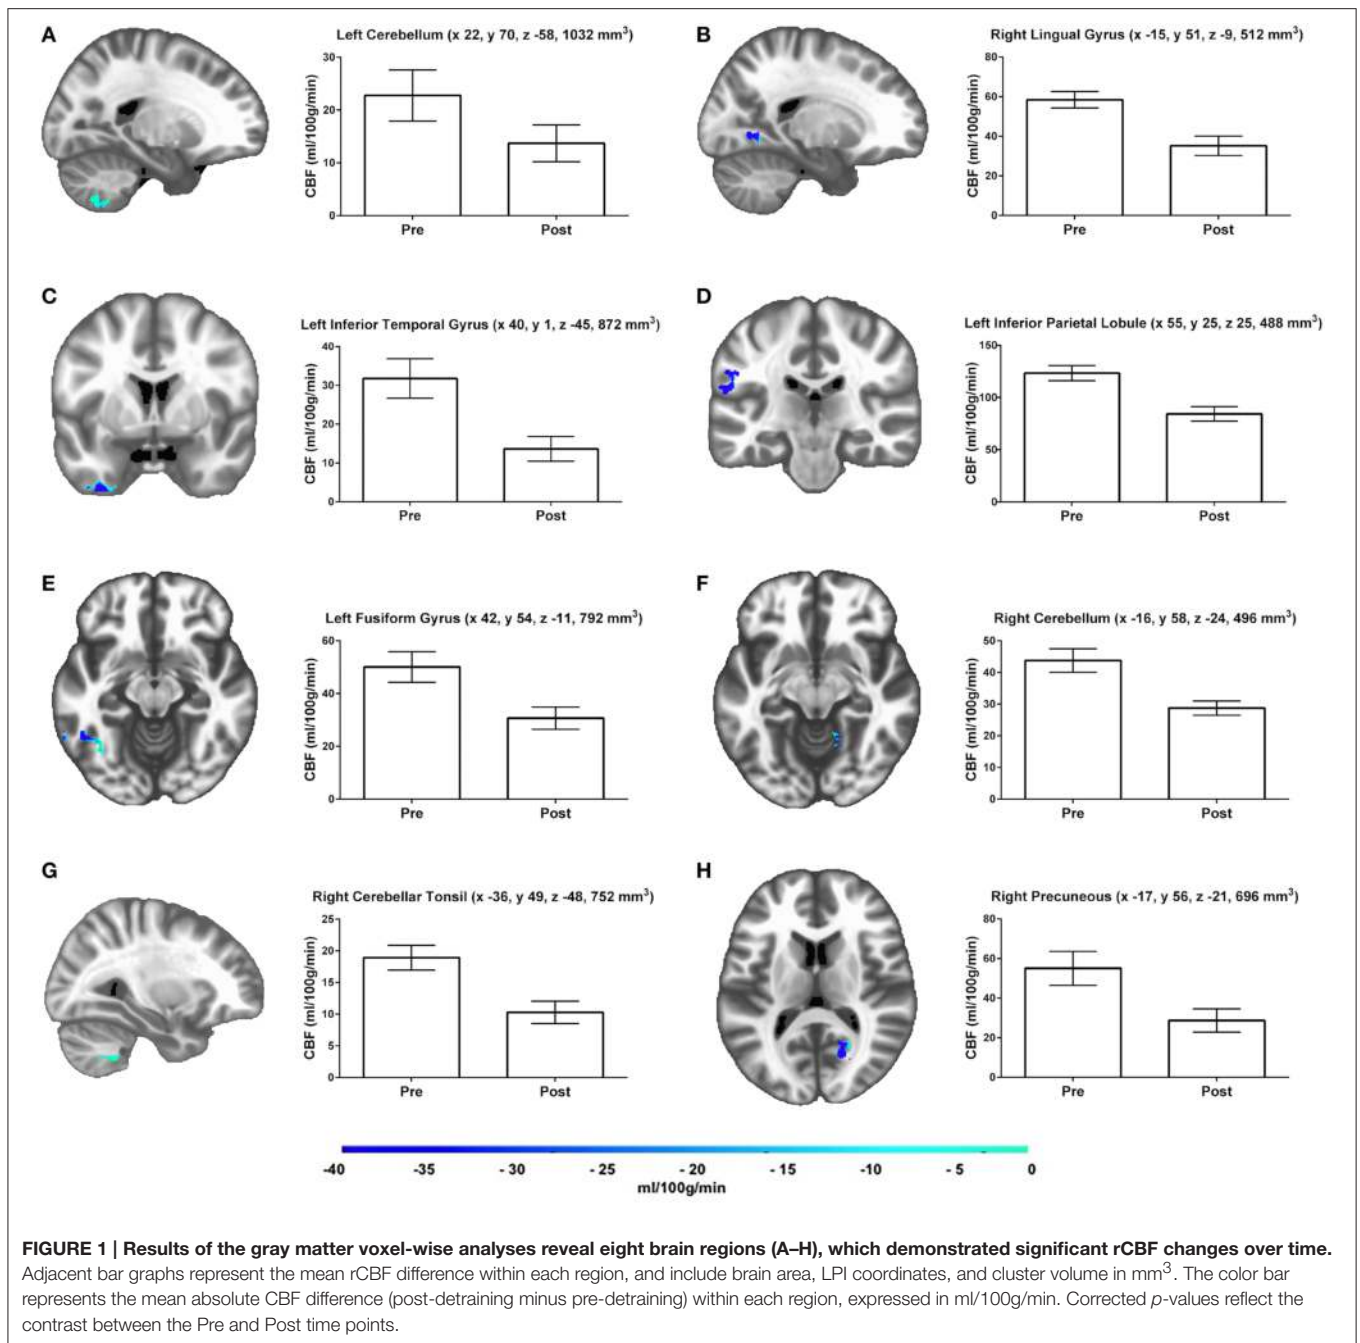 A
Left Cerebellum (x 22, y 70, z -58, 1032 mm³)
CBF (ml/100g/min)
30
20
10
0
Pre Post
B
Right Lingual Gyrus (x -15, y 51, z -9, 512 mm³)
CBF (ml/100g/min)
80
60
40
20
0
Pre Post
C
Left Inferior Temporal Gyrus (x 40, y 1, z -45, 872 mm³)
CBF (ml/100g/min)
40
30
20
10
0
Pre Post
D
Left Inferior Parietal Lobule (x 55, y 25, z 25, 488 mm³)
CBF (ml/100g/min)
150
100
50
0
Pre Post
E
Left Fusiform Gyrus (x 42, y 54, z -11, 792 mm³)
CBF (ml/100g/min)
60
40
20
0
Pre Post
F
Right Cerebellum (x -16, y 58, z -24, 496 mm³)
CBF (ml/100g/min)
50
40
30
20
10
0
Pre Post
G
Right Cerebellar Tonsil (x -36, y 49, z -48, 752 mm³)
CBF (ml/100g/min)
25
20
15
10
5
0
Pre Post
H
Right Precuneous (x -17, y 56, z -21, 696 mm³)
CBF (ml/100g/min)
80
60
40
20
0
Pre Post
-40 -35 - 30 - 25 - 20 - 15 -10 - 5 0
ml/100g/min
FIGURE 1 | Results of the gray matter voxel-wise analyses reveal eight brain regions (A–H), which demonstrated significant rCBF changes over time.
Adjacent bar graphs represent the mean rCBF difference within each region, and include brain area, LPI coordinates, and cluster volume in mm³. The color bar
represents the mean absolute CBF difference (post-detraining minus pre-detraining) within each region, expressed in ml/100g/min. Corrected p-values reflect the
contrast between the Pre and Post time points.